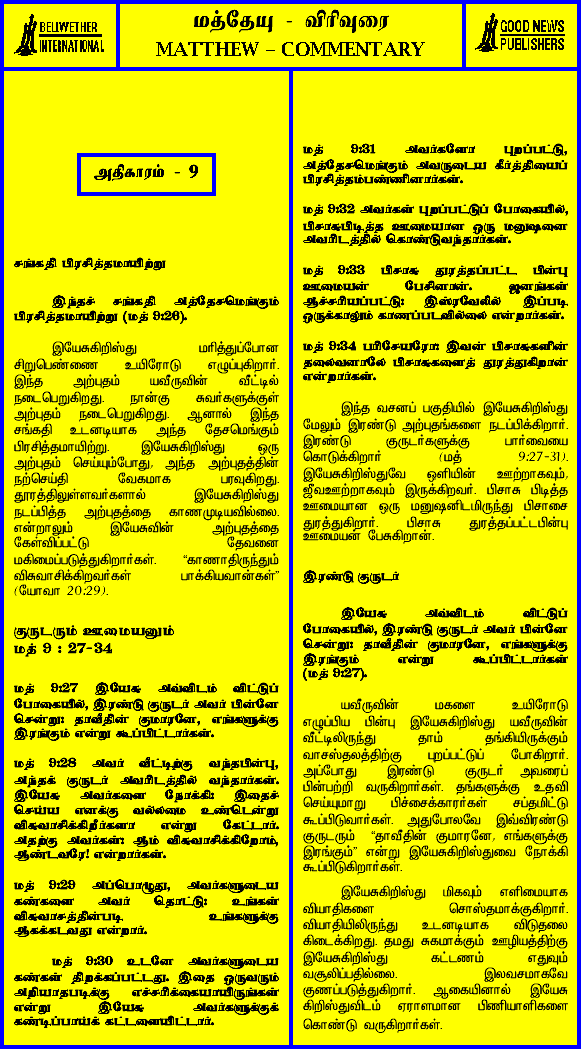 BELLWETHER
INTERNATIONAL
மத்தேயு - விரிவுரை
MATTHEW – COMMENTARY
GOOD NEWS
PUBLISHERS
அதிகாரம் - 9
சங்கதி பிரசித்தமாயிற்று
இந்தச் சங்கதி அத்தேசமெங்கும்
பிரசித்தமாயிற்று (மத் 9:26).
இயேசுகிறிஸ்து மரித்துப்போன
சிறுபெண்ணை உயிரோடு எழுப்புகிறார்.
இந்த அற்புதம் யவீருவின் வீட்டில்
நடைபெறுகிறது. நான்கு சுவர்களுக்குள்
அற்புதம் நடைபெறுகிறது. ஆனால் இந்த
சங்கதி உடனடியாக அந்த தேசமெங்கும்
பிரசித்தமாயிற்று. இயேசுகிறிஸ்து ஒரு
அற்புதம் செய்யும்போது, அந்த அற்புதத்தின்
நற்செய்தி வேகமாக பரவுகிறது.
தூரத்திலுள்ளவர்களால் இயேசுகிறிஸ்து
நடப்பித்த அற்புதத்தை காணமுடியவில்லை.
என்றாலும் இயேசுவின் அற்புதத்தை
கேள்விப்பட்டு தேவனை
மகிமைப்படுத்துகிறார்கள். “காணாதிருந்தும்
விசுவாசிக்கிறவர்கள் பாக்கியவான்கள்”
(யோவா 20:29).
குருடரும் ஊமையனும்
மத் 9 : 27-34
மத் 9:27 இயேசு அவ்விடம் விட்டுப்
போகையில், இரண்டு குருடர் அவர் பின்னே
சென்று: தாவீதின் குமாரனே, எங்களுக்கு
இரங்கும் என்று கூப்பிட்டார்கள்.
மத் 9:28 அவர் வீட்டிற்கு வந்தபின்பு,
அந்தக் குருடர் அவரிடத்தில் வந்தார்கள்.
இயேசு அவர்களை நோக்கி: இதைச்
செய்ய எனக்கு வல்லமை உண்டென்று
விசுவாசிக்கிறீர்களா என்று கேட்டார்.
அதற்கு அவர்கள்: ஆம் விசுவாசிக்கிறோம்,
ஆண்டவரே! என்றார்கள்.
மத் 9:29 அப்பொழுது, அவர்களுடைய
கண்களை அவர் தொட்டு: உங்கள்
விசுவாசத்தின்படி உங்களுக்கு
ஆகக்கடவது என்றார்.
மத் 9:30 உடனே அவர்களுடைய
கண்கள் திறக்கப்பட்டது. இதை ஒருவரும்
அறியாதபடிக்கு எச்சரிக்கையாயிருங்கள்
என்று இயேசு அவர்களுக்குக்
கண்டிப்பாய்க் கட்டளையிட்டார்.
மத் 9:31 அவர்களோ புறப்பட்டு,
அத்தேசமெங்கும் அவருடைய கீர்த்தியைப்
பிரசித்தம்பண்ணினார்கள்.
மத் 9:32 அவர்கள் புறப்பட்டுப் போகையில்,
பிசாசுபிடித்த ஊமையான ஒரு மனுஷனை
அவரிடத்தில் கொண்டுவந்தார்கள்.
மத் 9:33 பிசாசு துரத்தப்பட்ட பின்பு
ஊமையன் பேசினான். ஜனங்கள்
ஆச்சரியப்பட்டு: இஸ்ரவேலில் இப்படி
ஒருக்காலும் காணப்படவில்லை என்றார்கள்.
மத் 9:34 பரிசேயரோ: இவன் பிசாசுகளின்
தலைவனாலே பிசாசுகளைத் துரத்துகிறான்
என்றார்கள்.
இந்த வசனப் பகுதியில் இயேசுகிறிஸ்து
மேலும் இரண்டு அற்புதங்களை நடப்பிக்கிறார்.
இரண்டு குருடர்களுக்கு பார்வையை
கொடுக்கிறார் (மத் 9:27-31).
இயேசுகிறிஸ்துவே ஒளியின் ஊற்றாகவும்,
ஜீவஊற்றாகவும் இருக்கிறவர். பிசாசு பிடித்த
ஊமையான ஒரு மனுஷனிடமிருந்து பிசாசை
துரத்துகிறார். பிசாசு துரத்தப்பட்டபின்பு
ஊமையன் பேசுகிறான்.
இரண்டு குருடர்
இயேசு அவ்விடம் விட்டுப்
போகையில், இரண்டு குருடர் அவர் பின்னே
சென்று: தாவீதின் குமாரனே, எங்களுக்கு
இரங்கும் என்று கூப்பிட்டார்கள்
(மத் 9:27).
யவீருவின் மகளை உயிரோடு
எழுப்பிய பின்பு இயேசுகிறிஸ்து யவீருவின்
வீட்டிலிருந்து தாம் தங்கியிருக்கும்
வாசஸ்தலத்திற்கு புறப்பட்டுப் போகிறார்.
அப்போது இரண்டு குருடர் அவரைப்
பின்பற்றி வருகிறார்கள். தங்களுக்கு உதவி
செய்யுமாறு பிச்சைக்காரர்கள் சப்தமிட்டு
கூப்பிடுவார்கள். அதுபோலவே இவ்விரண்டு
குருடரும் “தாவீதின் குமாரனே, எங்களுக்கு
இரங்கும்” என்று இயேசுகிறிஸ்துவை நோக்கி
கூப்பிடுகிறார்கள்.
இயேசுகிறிஸ்து மிகவும் எளிமையாக
வியாதிகளை சொஸ்தமாக்குகிறார்.
வியாதியிலிருந்து உடனடியாக விடுதலை
கிடைக்கிறது. தமது சுகமாக்கும் ஊழியத்திற்கு
இயேசுகிறிஸ்து கட்டணம் எதுவும்
வசூலிப்பதில்லை. இலவசமாகவே
குணப்படுத்துகிறார். ஆகையினால் இயேசு
கிறிஸ்துவிடம் ஏராளமான பிணியாளிகளை
கொண்டு வருகிறார்கள்.